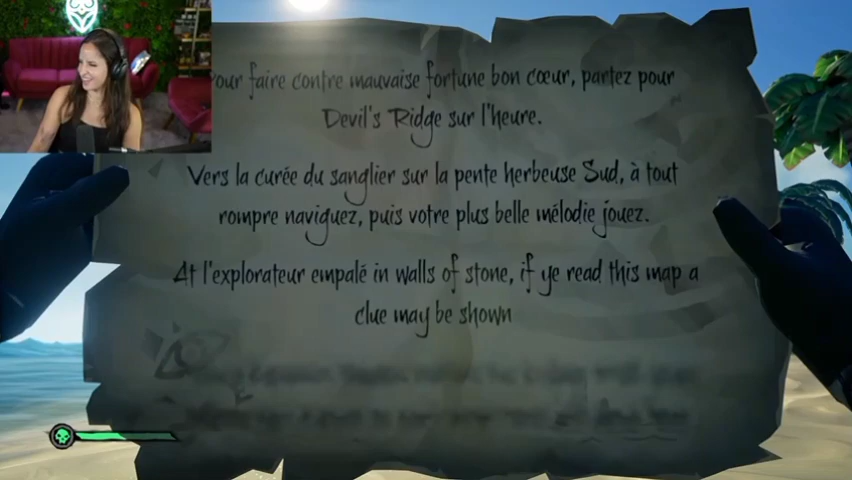 our faire contre mauvaise fortune bon cœur, partez pour
Devil's Ridge sur l'heure.
Vers la curée du sanglier sur la pente herbeuse Sud, à tout
rompre naviguez, puis votre plus belle mélodie jouez.
At l'explorateur empalé in walls of stone, if ye read this map a
clue may be shown